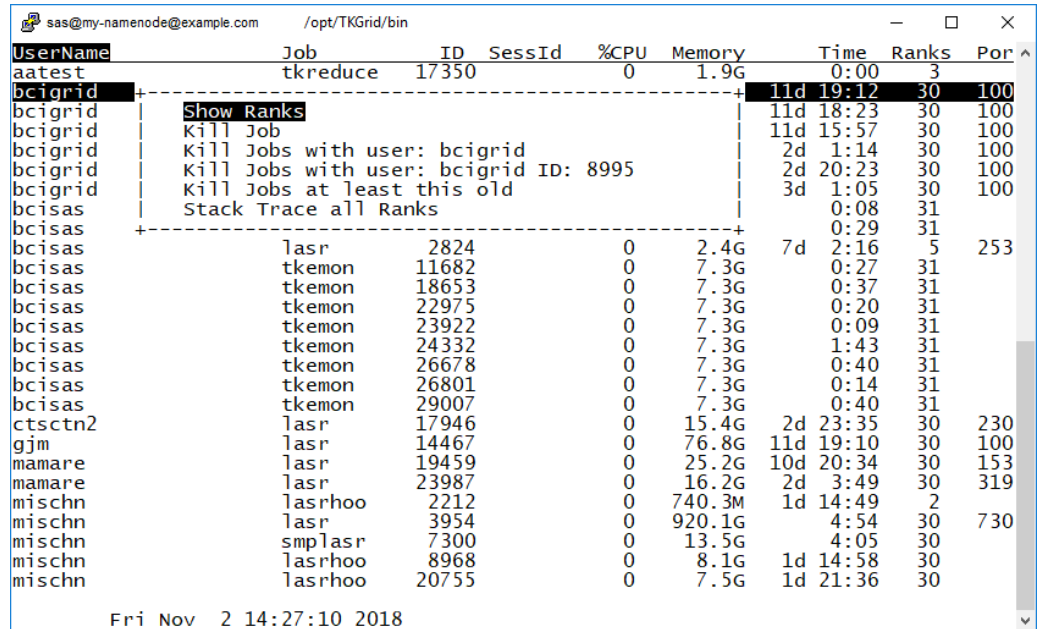 sas@my-namenode@example.com /opt/TKGrid/bin
UserName Job ID SessId %CPU Memory Time Ranks Por
aatest tkreduce 17350 0 1.9G 0:00 3
bcigrid +------------------------------------------------+ 11d 19:12 30 100
bcigrid | Show Ranks | 11d 18:23 30 100
bcigrid | Kill Job | 11d 15:57 30 100
bcigrid | Kill Jobs with user: bcigrid | 2d 1:14 30 100
bcigrid | Kill Jobs with user: bcigrid ID: 8995 | 2d 20:23 30 100
bcigrid | Kill Jobs at least this old | 3d 1:05 30 100
bcisas | Stack Trace all Ranks | 0:08 31
bcisas +------------------------------------------------+ 0:29 31
bcisas lasr 2824 0 2.4G 7d 2:16 5 253
bcisas tkemon 11682 0 7.3G 0:27 31
bcisas tkemon 18653 0 7.3G 0:37 31
bcisas tkemon 22975 0 7.3G 0:20 31
bcisas tkemon 23922 0 7.3G 0:09 31
bcisas tkemon 24332 0 7.3G 1:43 31
bcisas tkemon 26678 0 7.3G 0:40 31
bcisas tkemon 26801 0 7.3G 0:14 31
bcisas tkemon 29007 0 7.3G 0:40 31
ctsctn2 lasr 17946 0 15.4G 2d 23:35 30 230
gjm lasr 14467 0 76.8G 11d 19:10 30 100
mamare lasr 19459 0 25.2G 10d 20:34 30 153
mamare lasr 23987 0 16.2G 2d 3:49 30 319
mischn lasrhoo 2212 0 740.3M 1d 14:49 2
mischn lasr 3954 0 920.1G 4:54 30 730
mischn smplasr 7300 0 13.5G 4:05 30
mischn lasrhoo 8968 0 8.1G 1d 14:58 30
mischn lasrhoo 20755 0 7.5G 1d 21:36 30
Fri Nov 2 14:27:10 2018